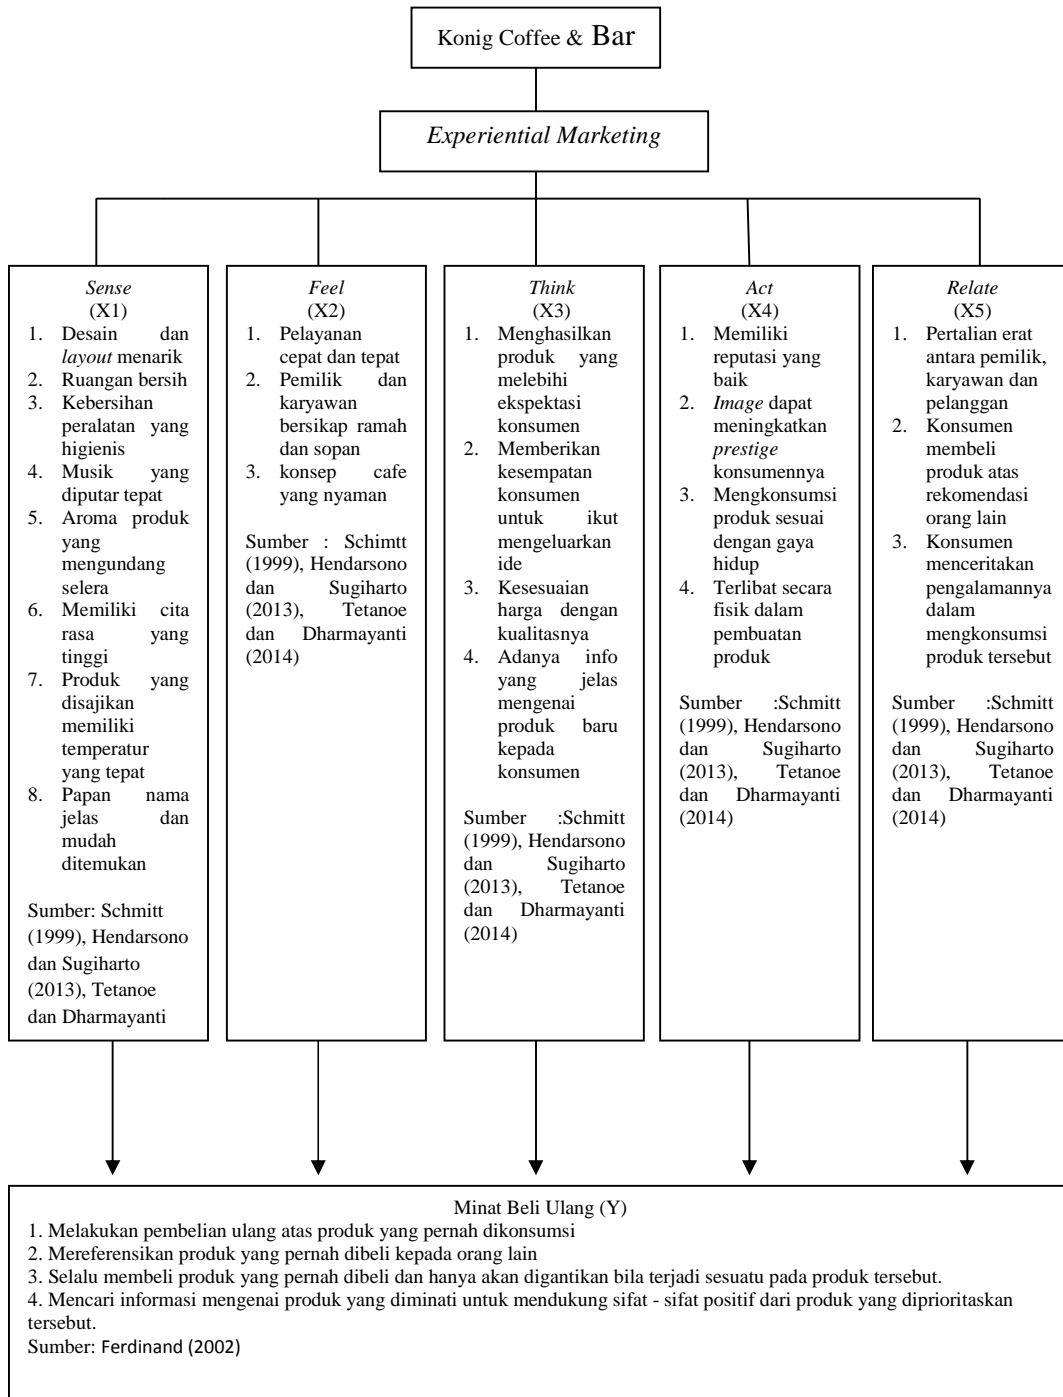 Konig Coffee & Bar
Experiential Marketing
Sense
(X1)
1. Desain dan
layout menarik
2. Ruangan bersih
3. Kebersihan
peralatan yang
higienis
4. Musik yang
diputar tepat
5. Aroma produk
yang
mengundang
selera
6. Memiliki cita
rasa yang
tinggi
7. Produk yang
disajikan
memiliki
temperatur
yang tepat
8. Papan nama
jelas dan
mudah
ditemukan
Sumber: Schmitt
(1999), Hendarsono
dan Sugiharto
(2013), Tetanoe
dan Dharmayanti
Feel
(X2)
1. Pelayanan
cepat dan tepat
2. Pemilik dan
karyawan
bersikap ramah
dan sopan
3. konsep cafe
yang nyaman
Sumber : Schimtt
(1999), Hendarsono
dan Sugiharto
(2013), Tetanoe
dan Dharmayanti
(2014)
Think
(X3)
1. Menghasilkan
produk yang
melebihi
ekspektasi
konsumen
2. Memberikan
kesempatan
konsumen
untuk ikut
mengeluarkan
ide
3. Kesesuaian
harga dengan
kualitasnya
4. Adanya info
yang jelas
mengenai
produk baru
kepada
konsumen
Sumber :Schmitt
(1999), Hendarsono
dan Sugiharto
(2013), Tetanoe
dan Dharmayanti
(2014)
Act
(X4)
1. Memiliki
reputasi yang
baik
2. Image dapat
meningkatkan
prestige
konsumennya
3. Mengkonsumsi
produk sesuai
dengan gaya
hidup
4. Terlibat secara
fisik dalam
pembuatan
produk
Sumber :Schmitt
(1999), Hendarsono
dan Sugiharto
(2013), Tetanoe
dan Dharmayanti
(2014)
Relate
(X5)
1. Pertalian erat
antara pemilik,
karyawan dan
pelanggan
2. Konsumen
membeli
produk atas
rekomendasi
orang lain
3. Konsumen
menceritakan
pengalamannya
dalam
mengkonsumsi
produk tersebut
Sumber :Schmitt
(1999), Hendarsono
dan Sugiharto
(2013), Tetanoe
dan Dharmayanti
(2014)
Minat Beli Ulang (Y)
1. Melakukan pembelian ulang atas produk yang pernah dikonsumsi
2. Mereferensikan produk yang pernah dibeli kepada orang lain
3. Selalu membeli produk yang pernah dibeli dan hanya akan digantikan bila terjadi sesuatu pada produk tersebut.
4. Mencari informasi mengenai produk yang diminati untuk mendukung sifat - sifat positif dari produk yang diprioritaskan
tersebut.
Sumber: Ferdinand (2002)